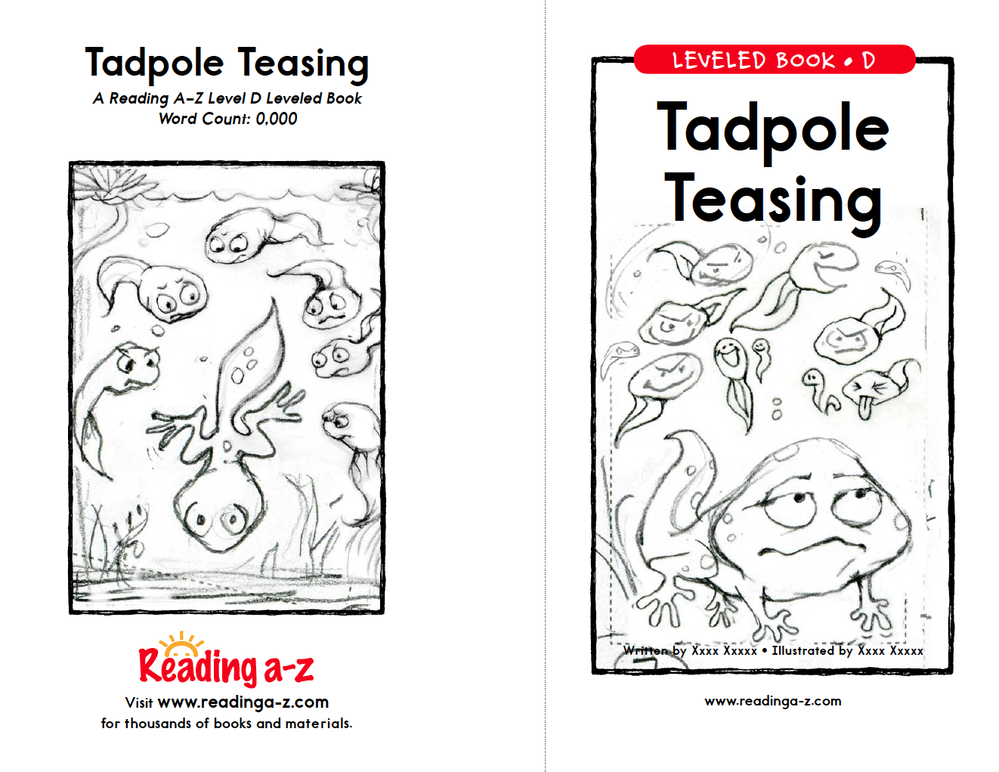 Tadpole Teasing
A Reading A–Z Level D Leveled Book
Word Count: 0,000
Reading a-z
Visit www.readinga-z.com
for thousands of books and materials.
LEVELED BOOK • D
Tadpole
Teasing
Written by Xxxx Xxxxx • Illustrated by Xxxx Xxxxx
www.readinga-z.com